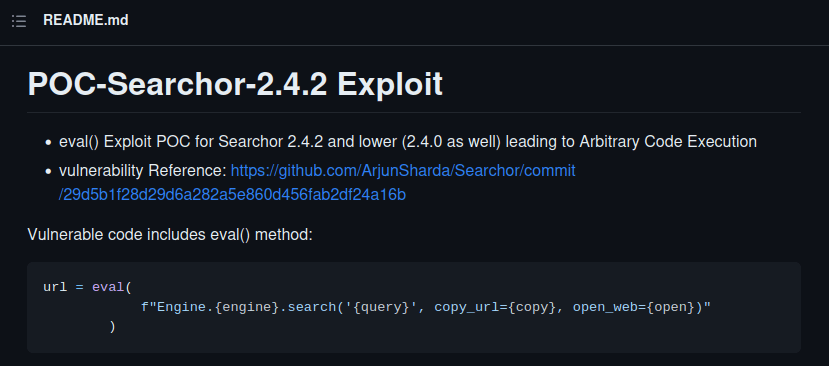 README.md
POC-Searchor-2.4.2 Exploit
• eval() Exploit POC for Searchor 2.4.2 and lower (2.4.0 as well) leading to Arbitrary Code Execution
• vulnerability Reference: https://github.com/ArjunSharda/Searchor/commit
/29d5b1f28d29d6a282a5e860d456fab2df24a16b
Vulnerable code includes eval() method:
url = eval(
f"Engine.{engine}.search('{query}', copy_url={copy}, open_web={open})"
)